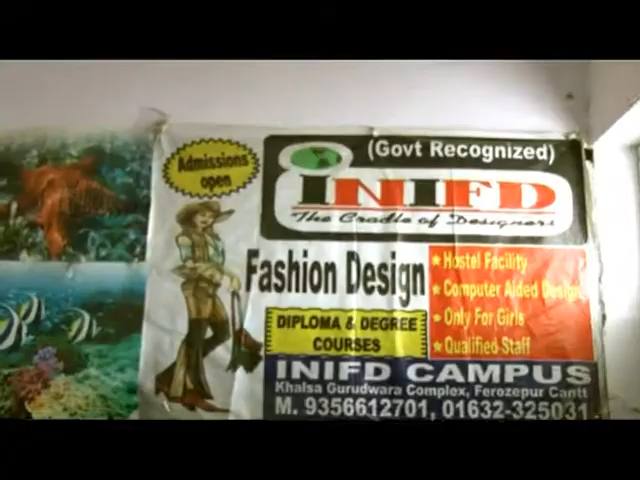 Admissions
open
(Govt Recognized)
INIFD
The Cradle of Designers
Fashion Design
DIPLOMA & DEGREE
COURSES
★ Hostel Facility
★ Computer Aided Design
★ Only For Girls
★ Qualified Staff
INIFD CAMPUS
Khalsa Gurudwara Complex, Ferozepur Cantt
M. 9356612701, 01632-325031